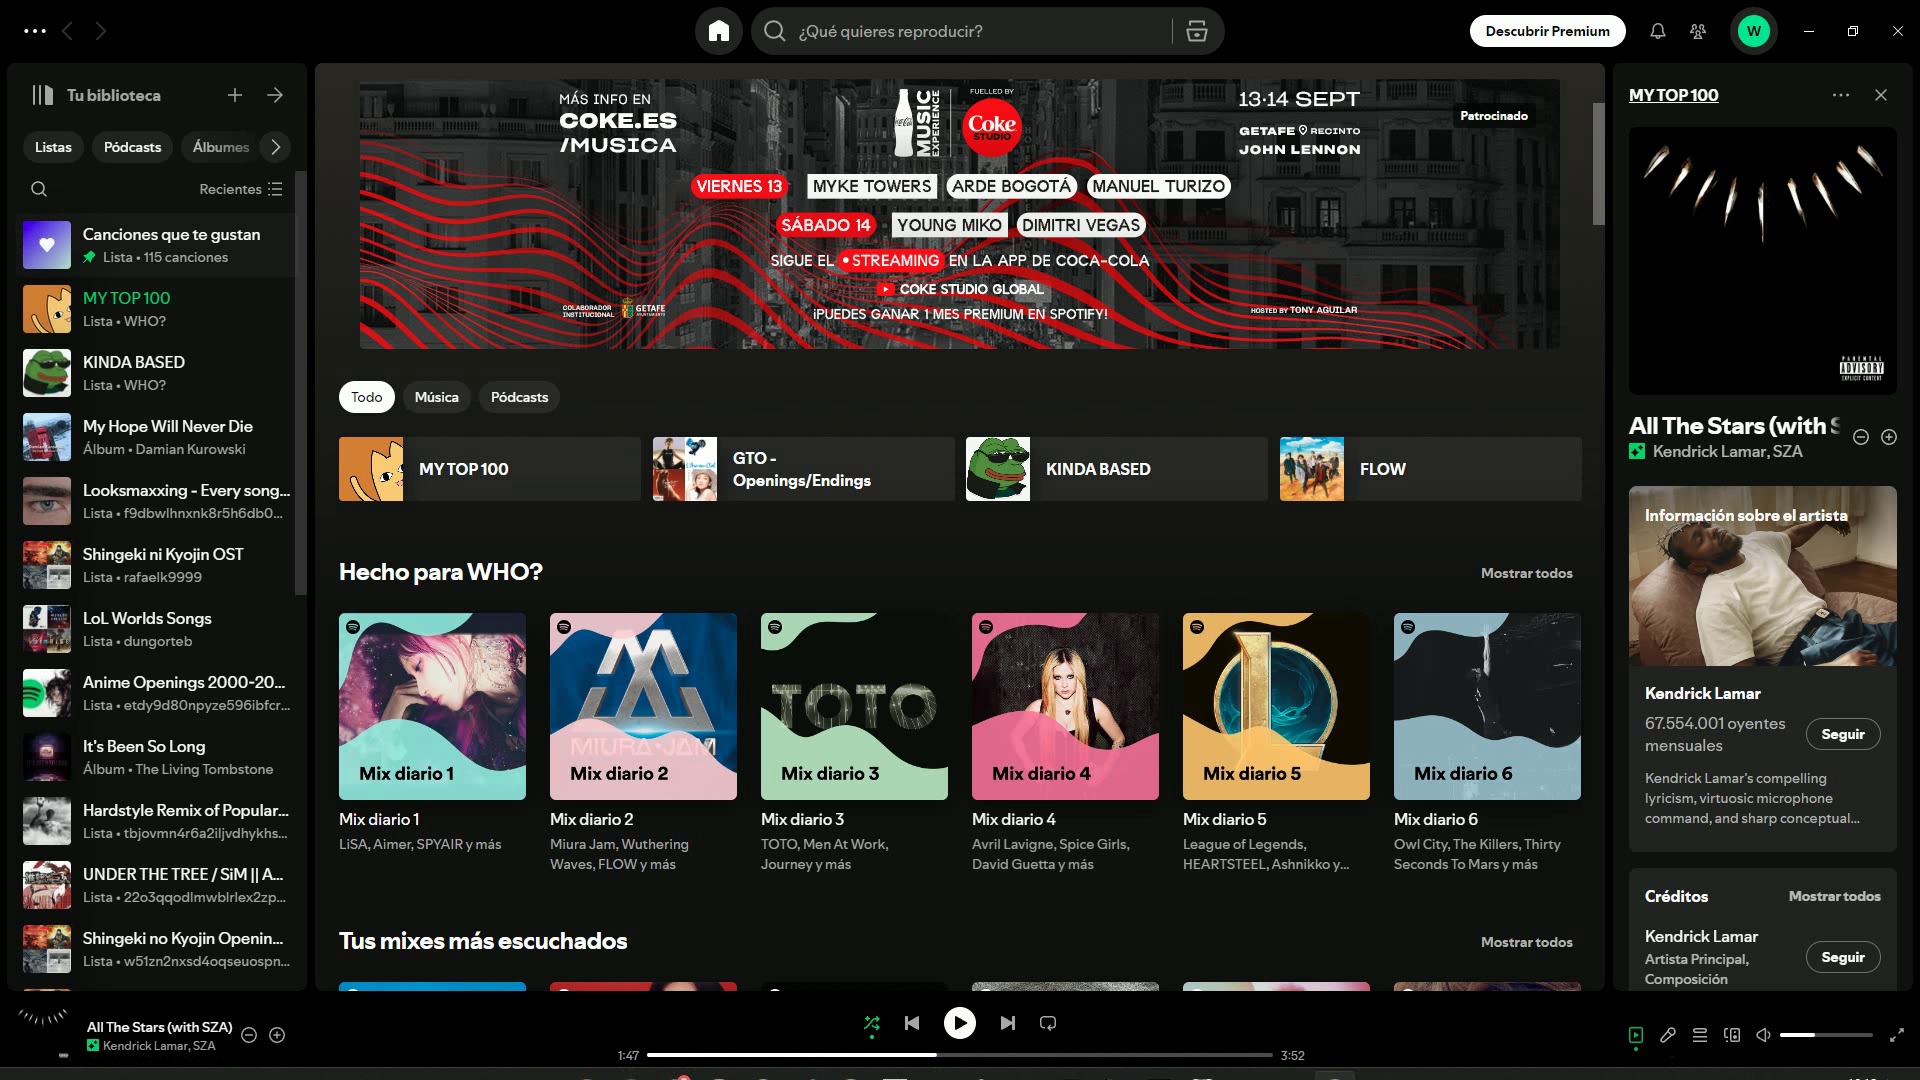 ¿Qué quieres reproducir?
Descubrir Premium
W
Tu biblioteca
Listas
Pódcasts
Álbumes
Recientes
Canciones que te gustan
Lista • 115 canciones
MY TOP 100
Lista • WHO?
KINDA BASED
Lista • WHO?
My Hope Will Never Die
Álbum • Damian Kurowski
Looksmaxxing - Every song...
Lista • f9dbwlhnxnk8r5h6db0...
Shingeki ni Kyojin OST
Lista • rafaelk9999
LoL Worlds Songs
Lista • dungorteb
Anime Openings 2000-20...
Lista • etdy9d80npyze596ibfcr...
It's Been So Long
Álbum • The Living Tombstone
Hardstyle Remix of Popular...
Lista • tbjovmn4r6a2iljvdhykhs...
UNDER THE TREE / SiM || A...
Lista • 22o3qqodlmwblrlex2zp...
Shingeki no Kyojin Openin...
Lista • w51zn2nxsd4oqseuospn...
MÁS INFO EN
COKE.ES
/MUSICA
MUSIC
EXPERIENCE
FUELLED BY
Coke
STUDIO
13·14 SEPT
GETAFE RECINTO
JOHN LENNON
Patrocinado
VIERNES 13 MYKE TOWERS ARDE BOGOTÁ MANUEL TURIZO
SÁBADO 14 YOUNG MIKO DIMITRI VEGAS
SIGUE EL • STREAMING EN LA APP DE COCA-COLA
COKE STUDIO GLOBAL
¡PUEDES GANAR 1 MES PREMIUM EN SPOTIFY!
COLABORADOR
INSTITUCIONAL
GETAFE
HOSTED BY TONY AGUILAR
Todo
Música
Pódcasts
MY TOP 100
GTO -
Openings/Endings
KINDA BASED
FLOW
Hecho para WHO?
Mostrar todos
Mix diario 1
MIURA·JAM
Mix diario 2
TOTO
Mix diario 3
Mix diario 4
Mix diario 5
Mix diario 6
Mix diario 1
LiSA, Aimer, SPYAIR y más
Mix diario 2
Miura Jam, Wuthering
Waves, FLOW y más
Mix diario 3
TOTO, Men At Work,
Journey y más
Mix diario 4
Avril Lavigne, Spice Girls,
David Guetta y más
Mix diario 5
League of Legends,
HEARTSTEEL, Ashnikko y...
Mix diario 6
Owl City, The Killers, Thirty
Seconds To Mars y más
Tus mixes más escuchados
Mostrar todos
MY TOP 100
PARENTAL
ADVISORY
EXPLICIT CONTENT
All The Stars (with S
Kendrick Lamar, SZA
Información sobre el artista
Kendrick Lamar
67.554.001 oyentes
mensuales
Seguir
Kendrick Lamar's compelling
lyricism, virtuosic microphone
command, and sharp conceptual...
Créditos
Mostrar todos
Kendrick Lamar
Artista Principal,
Composición
Seguir
All The Stars (with SZA)
Kendrick Lamar, SZA
1:47
3:52